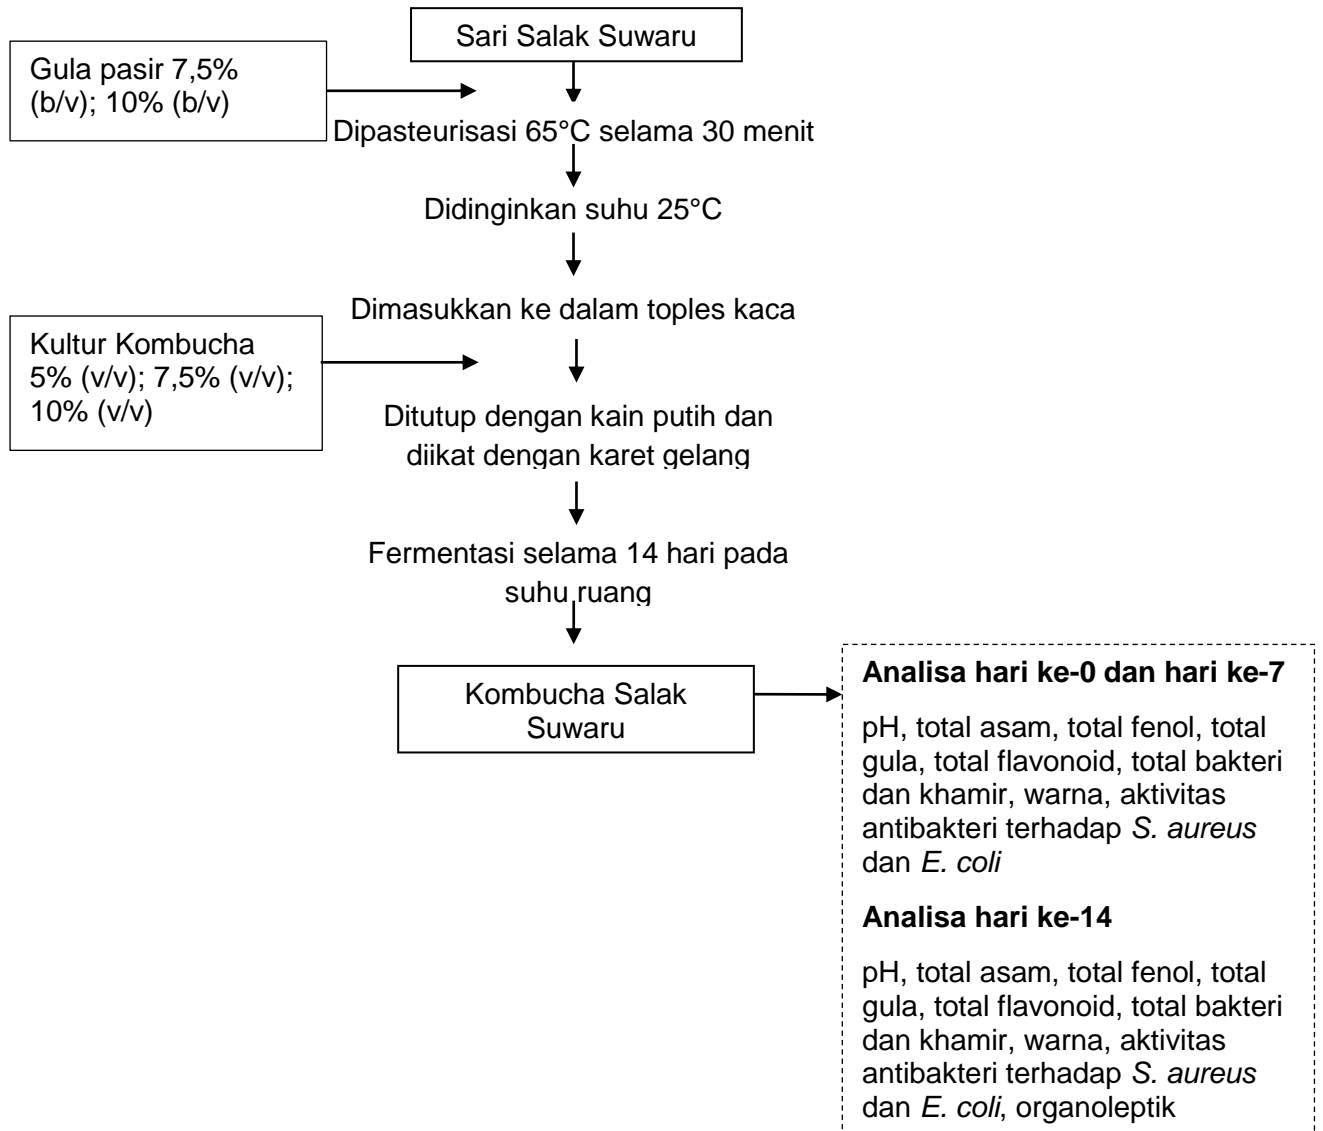 Sari Salak Suwaru
Gula pasir 7,5%
(b/v); 10% (b/v)
Dipasteurisasi 65°C selama 30 menit
Didinginkan suhu 25°C
Dimasukkan ke dalam toples kaca
Kultur Kombucha
5% (v/v); 7,5% (v/v);
10% (v/v)
Ditutup dengan kain putih dan
diikat dengan karet gelang
Fermentasi selama 14 hari pada
suhu ruang
Kombucha Salak
Suwaru
Analisa hari ke-0 dan hari ke-7
pH, total asam, total fenol, total
gula, total flavonoid, total bakteri
dan khamir, warna, aktivitas
antibakteri terhadap S. aureus
dan E. coli
Analisa hari ke-14
pH, total asam, total fenol, total
gula, total flavonoid, total bakteri
dan khamir, warna, aktivitas
antibakteri terhadap S. aureus
dan E. coli, organoleptik